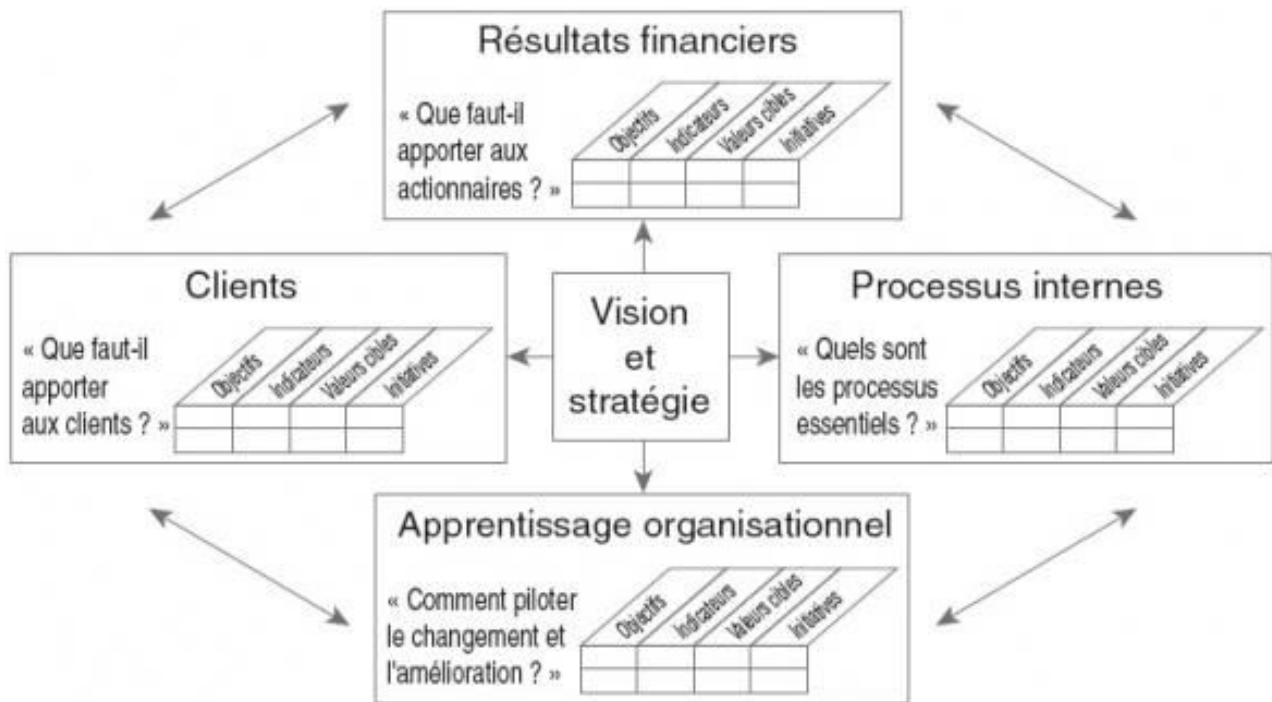 Résultats financiers
« Que faut-il
apporter aux
actionnaires ? »
Objectifs
Indicateurs
Valeurs cibles
Initiatives
Clients
« Que faut-il
apporter
aux clients ? »
Objectifs
Indicateurs
Valeurs cibles
Initiatives
Vision
et
stratégie
Processus internes
« Quels sont
les processus
essentiels ? »
Objectifs
Indicateurs
Valeurs cibles
Initiatives
Apprentissage organisationnel
« Comment piloter
le changement et
l'amélioration ? »
Objectifs
Indicateurs
Valeurs cibles
Initiatives